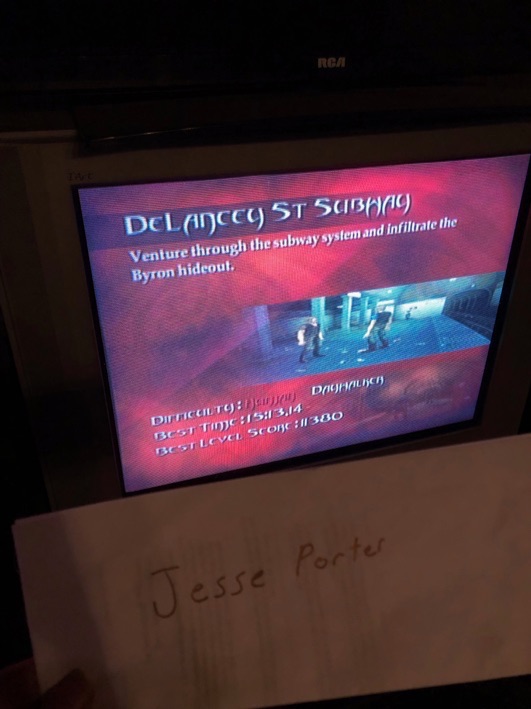 RCA
DELANCEY ST SUBWAY
Venture through the subway system and infiltrate the
Byron hideout.
DIFFICULTY: HUMAN DAYWALKER
BEST TIME: 15:13.14
BEST LEVEL SCORE: 11380
Jesse Porter